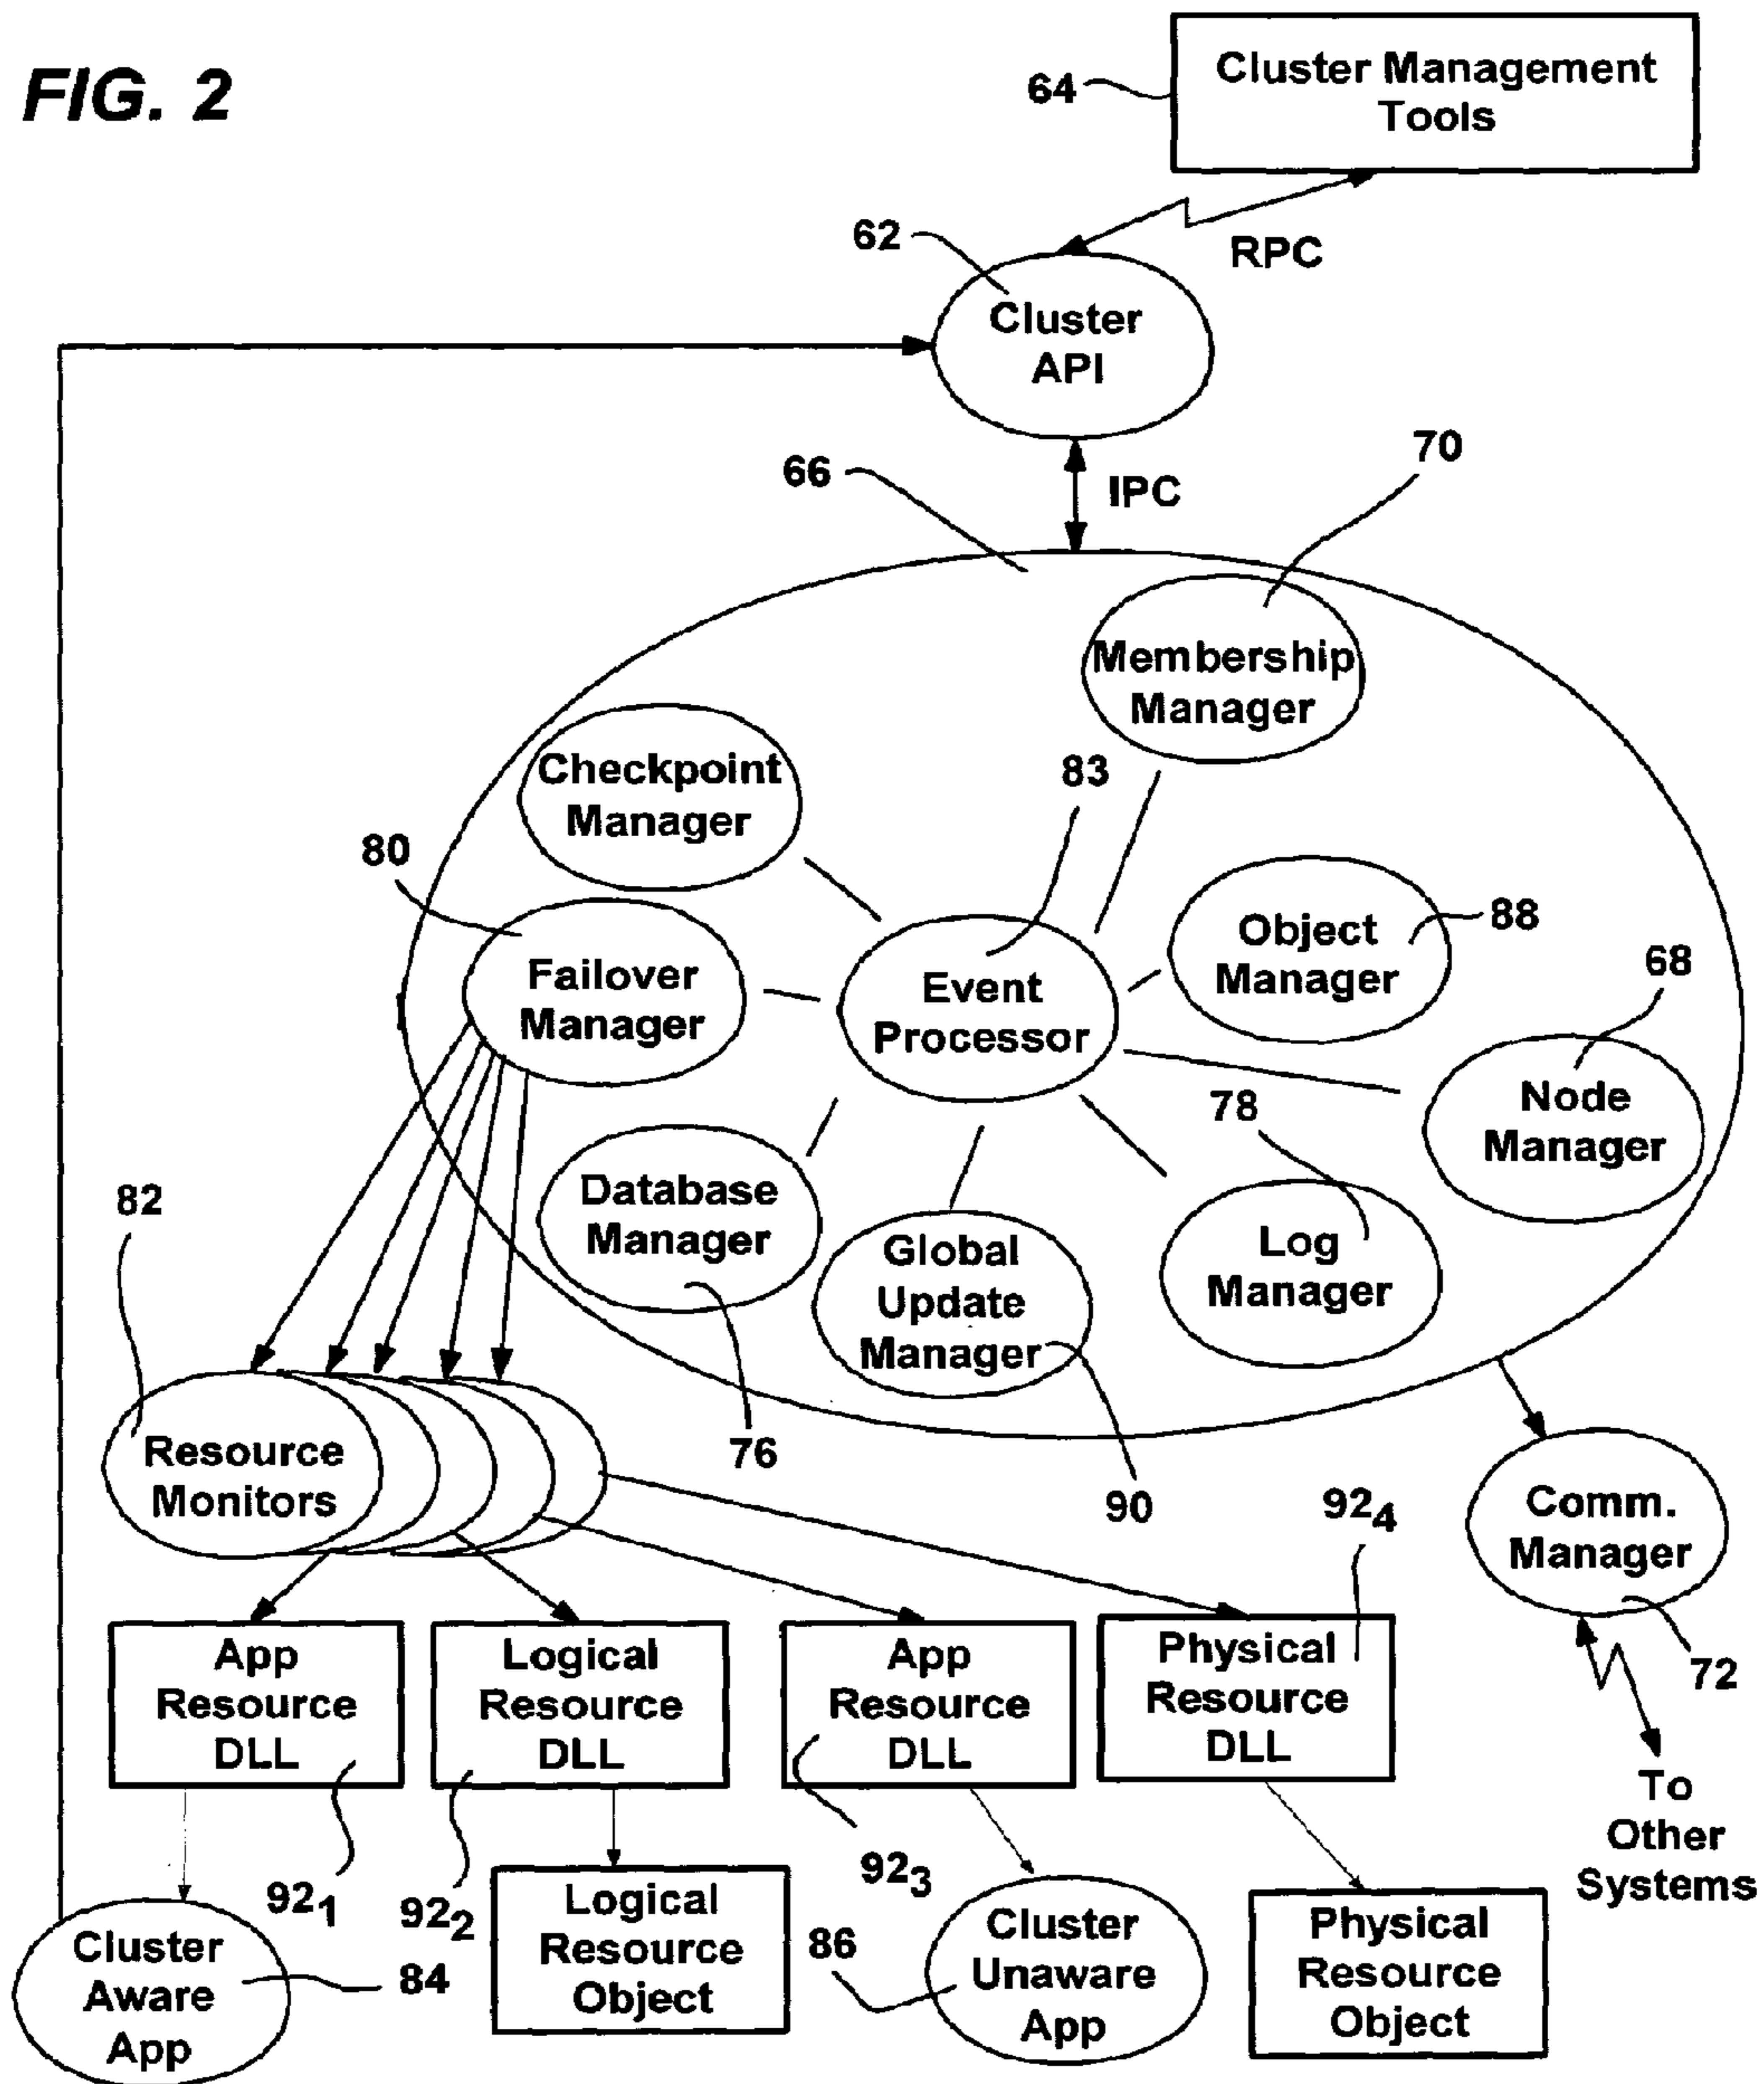 FIG. 2
64
Cluster Management
Tools
RPC
62
Cluster
API
66
IPC
70
Membership
Manager
Checkpoint
Manager
83
80
Failover
Manager
Event
Processor
Object
Manager
88
68
Node
Manager
78
Log
Manager
82
Database
Manager
Global
Update
Manager
76
90
Resource
Monitors
92₄
Comm.
Manager
72
App
Resource
DLL
Logical
Resource
DLL
App
Resource
DLL
Physical
Resource
DLL
To
Other
Systems
92₁
92₂
92₃
Cluster
Aware
App
84
Logical
Resource
Object
86
Cluster
Unaware
App
Physical
Resource
Object